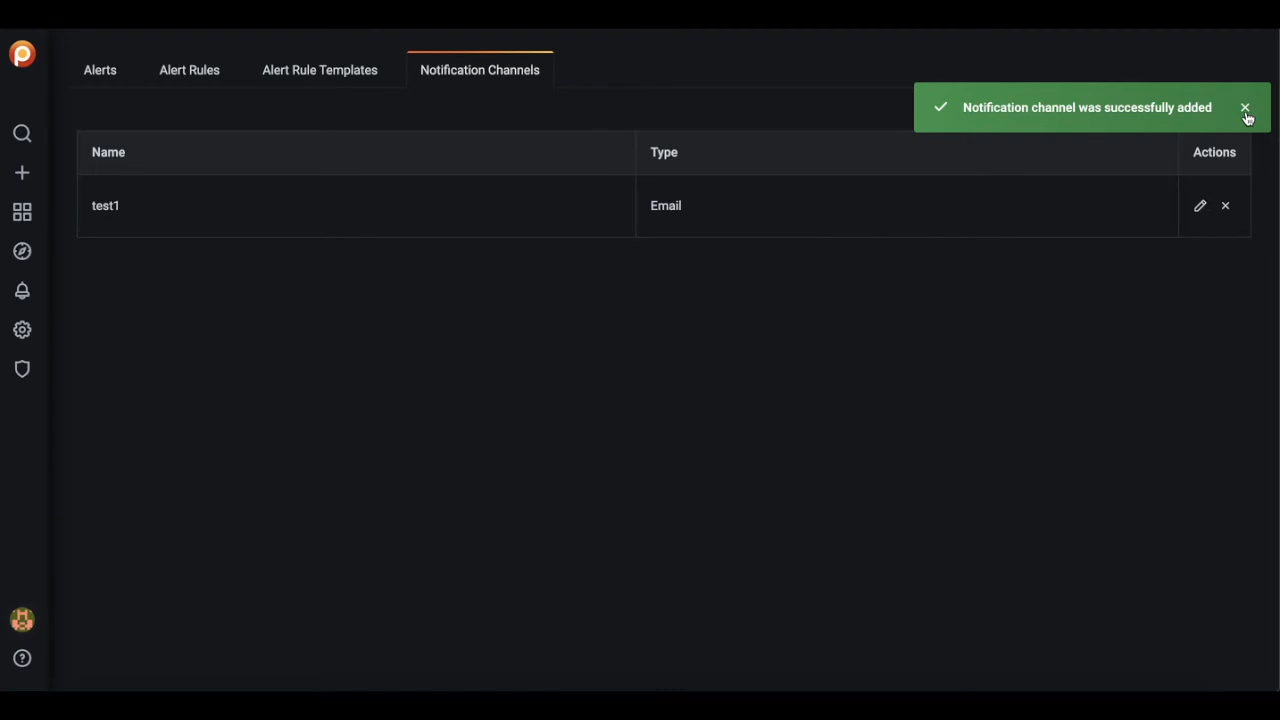 Alerts
Alert Rules
Alert Rule Templates
Notification Channels
Notification channel was successfully added
Name
Type
Actions
test1
Email